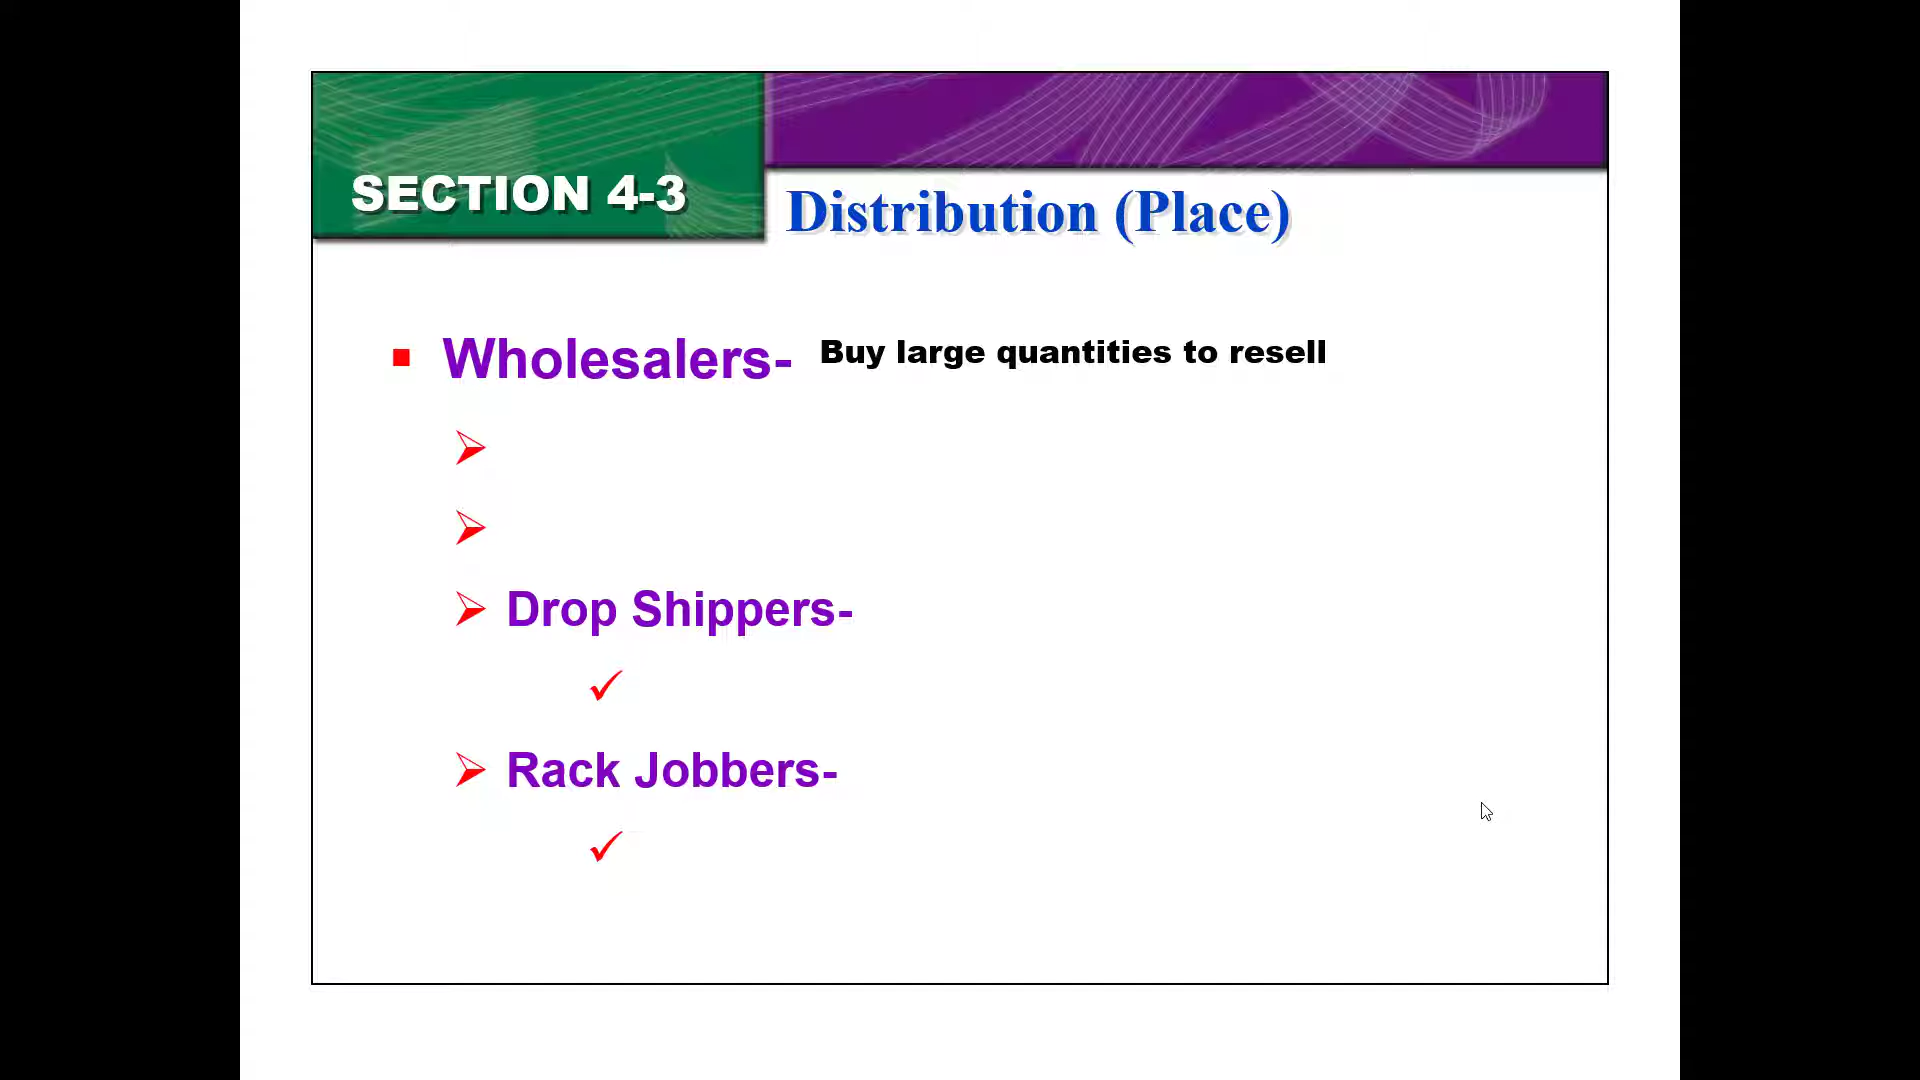 SECTION 4-3
Distribution (Place)
Wholesalers- Buy large quantities to resell
Drop Shippers-
Rack Jobbers-